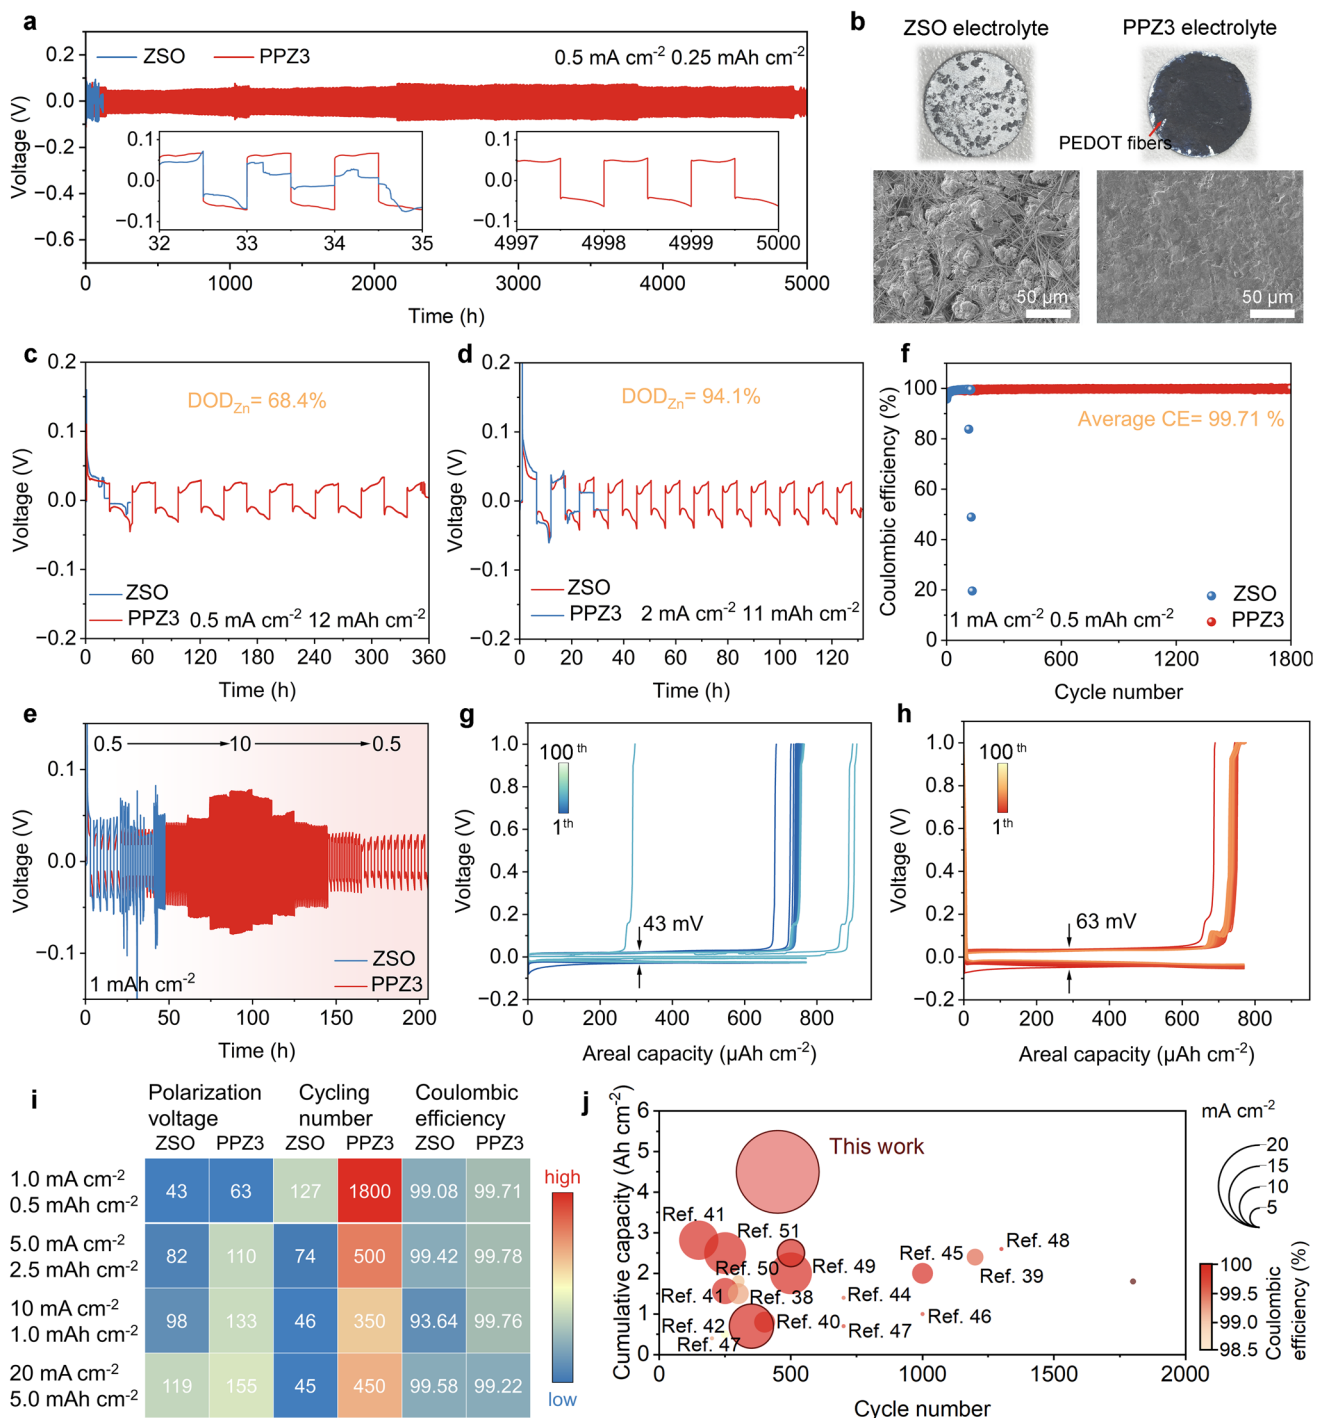 a
ZSO PPZ3 0.5 mA cm-2 0.25 mAh cm-2
0.2
0.0
−0.2
−0.4
−0.6
Voltage (V)
0.1
0.0
−0.1
32 33 34 35
0.1
0.0
−0.1
4997 4998 4999 5000
0 1000 2000 3000 4000 5000
Time (h)
b
ZSO electrolyte PPZ3 electrolyte
PEDOT fibers
50 µm 50 µm
c
DODZn= 68.4%
0.2
0.1
0.0
−0.1
−0.2
Voltage (V)
ZSO
PPZ3 0.5 mA cm-2 12 mAh cm-2
0 60 120 180 240 300 360
Time (h)
d
DODZn= 94.1%
0.2
0.1
0.0
−0.1
−0.2
Voltage (V)
ZSO
PPZ3 2 mA cm-2 11 mAh cm-2
0 20 40 60 80 100 120
Time (h)
f
100
80
60
40
20
0
Coulombic efficiency (%)
Average CE= 99.71 %
ZSO
1 mA cm-2 0.5 mAh cm-2 PPZ3
0 600 1200 1800
Cycle number
e
0.5 10 0.5
0.1
0.0
−0.1
Voltage (V)
ZSO
PPZ3
1 mAh cm-2
0 50 100 150 200
Time (h)
g
100 th
1th
1.0
0.8
0.6
0.4
0.2
0.0
−0.2
Voltage (V)
43 mV
0 200 400 600 800
Areal capacity (µAh cm-2)
h
100 th
1th
1.0
0.8
0.6
0.4
0.2
0.0
−0.2
Voltage (V)
63 mV
0 200 400 600 800
Areal capacity (µAh cm-2)
i
Polarization voltage Cycling number Coulombic efficiency
ZSO PPZ3 ZSO PPZ3 ZSO PPZ3
1.0 mA cm-2
0.5 mAh cm-2
43 63 127 1800 99.08 99.71
5.0 mA cm-2
2.5 mAh cm-2
82 110 74 500 99.42 99.78
10 mA cm-2
1.0 mAh cm-2
98 133 46 350 93.64 99.76
20 mA cm-2
5.0 mAh cm-2
119 155 45 450 99.58 99.22
high
low
j
6
5
4
3
2
1
0
Cumulative capacity (Ah cm-2)
This work
Ref. 41
Ref. 51
Ref. 50
Ref. 49
Ref. 45
Ref. 48
Ref. 39
Ref. 41
Ref. 38
Ref. 44
Ref. 42
Ref. 40
Ref. 47
Ref. 46
Ref. 47
0 500 1000 1500 2000
Cycle number
mA cm-2
20
15
10
5
100
99.5
99.0
98.5
Coulombic efficiency (%)